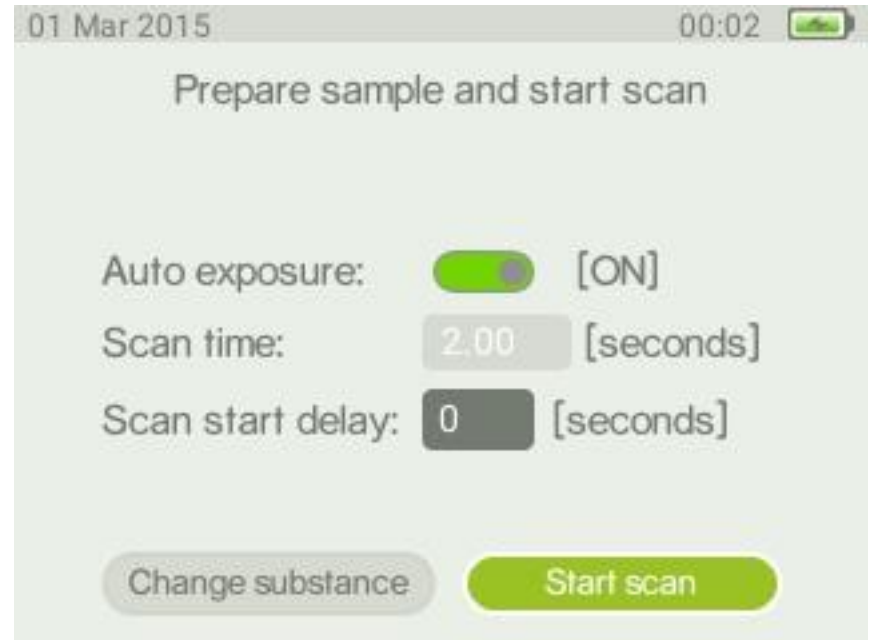 01 Mar 2015 00:02
Prepare sample and start scan
Auto exposure: [ON]
Scan time: 2.00 [seconds]
Scan start delay: 0 [seconds]
Change substance Start scan